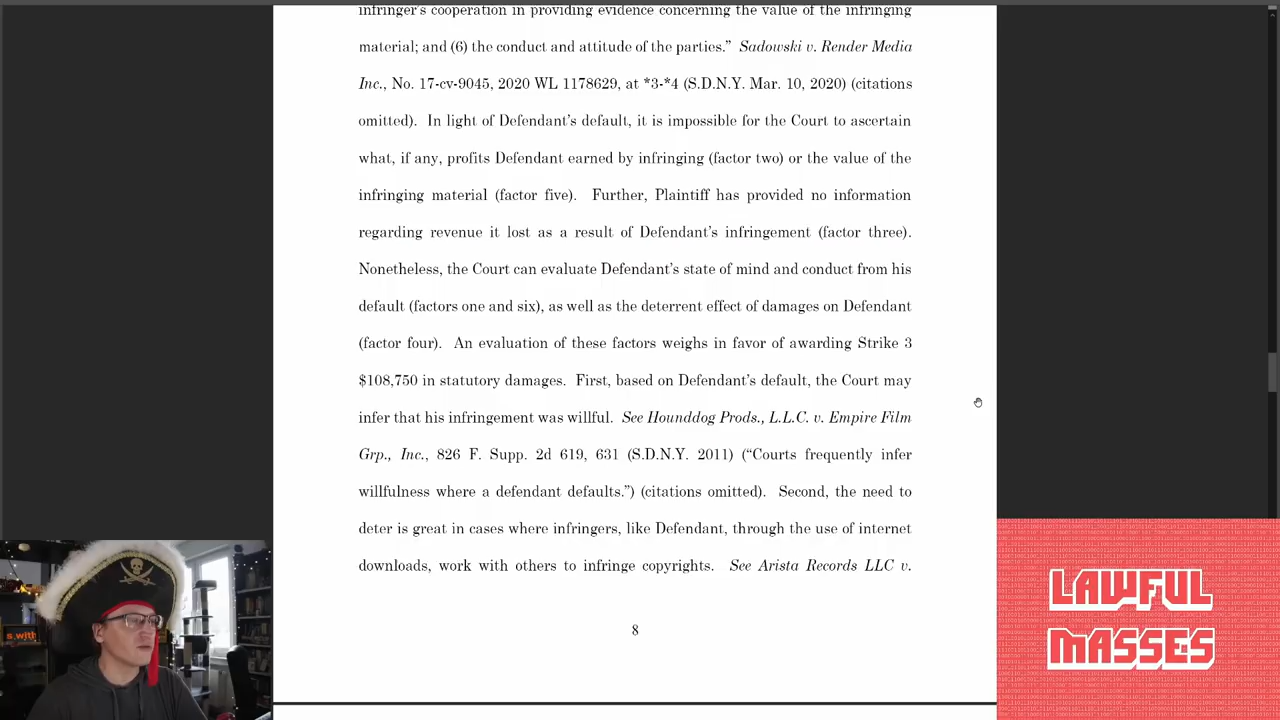 infringer's cooperation in providing evidence concerning the value of the infringing
material; and (6) the conduct and attitude of the parties." Sadowski v. Render Media
Inc., No. 17-cv-9045, 2020 WL 1178629, at *3-*4 (S.D.N.Y. Mar. 10, 2020) (citations
omitted). In light of Defendant's default, it is impossible for the Court to ascertain
what, if any, profits Defendant earned by infringing (factor two) or the value of the
infringing material (factor five). Further, Plaintiff has provided no information
regarding revenue it lost as a result of Defendant's infringement (factor three).
Nonetheless, the Court can evaluate Defendant's state of mind and conduct from his
default (factors one and six), as well as the deterrent effect of damages on Defendant
(factor four). An evaluation of these factors weighs in favor of awarding Strike 3
$108,750 in statutory damages. First, based on Defendant's default, the Court may
infer that his infringement was willful. See Hounddog Prods., L.L.C. v. Empire Film
Grp., Inc., 826 F. Supp. 2d 619, 631 (S.D.N.Y. 2011) ("Courts frequently infer
willfulness where a defendant defaults.") (citations omitted). Second, the need to
deter is great in cases where infringers, like Defendant, through the use of internet
downloads, work with others to infringe copyrights. See Arista Records LLC v.
8
s with
LAWFUL
MASSES